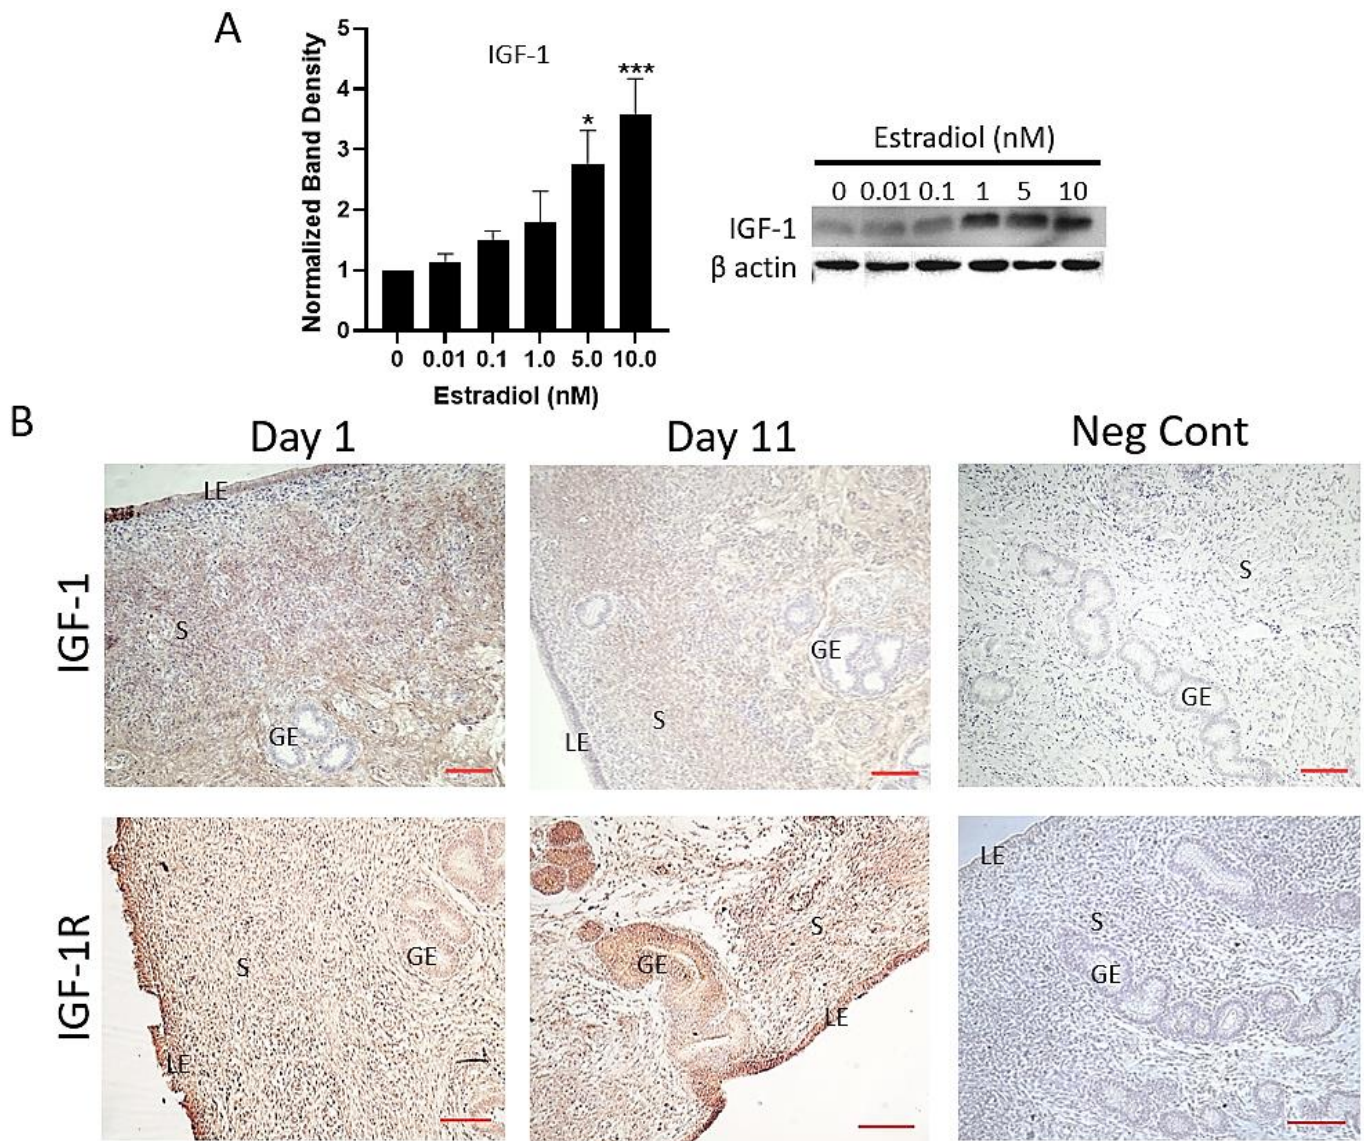 A
IGF-1
Normalized Band Density
5
4
3
2
1
0
*
***
0 0.01 0.1 1.0 5.0 10.0
Estradiol (nM)
Estradiol (nM)
0 0.01 0.1 1 5 10
IGF-1
β actin
B
Day 1 Day 11 Neg Cont
IGF-1
LE
S
GE
GE
S
LE
S
GE
IGF-1R
S
GE
LE
S
GE
LE
LE
S
GE